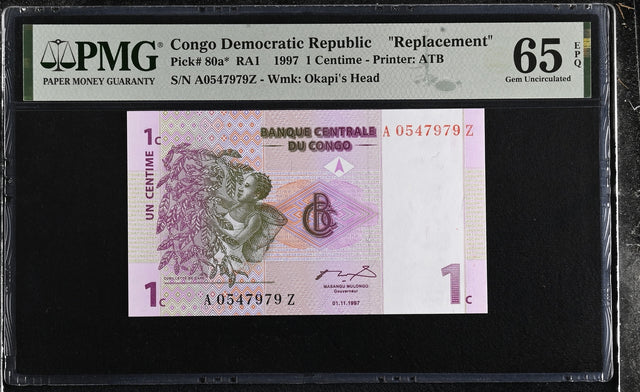 PMG
PAPER MONEY GUARANTY
Congo Democratic Republic "Replacement"
Pick# 80a* RA1 1997 1 Centime - Printer: ATB
S/N A0547979Z - Wmk: Okapi's Head
65 EPQ
Gem Uncirculated
1c
UN CENTIME
BANQUE CENTRALE
DU CONGO
A 0547979 Z
A
BCC
MASANGU MULONGO
Gouverneur
01.11.1997
1c
A 0547979 Z
1c